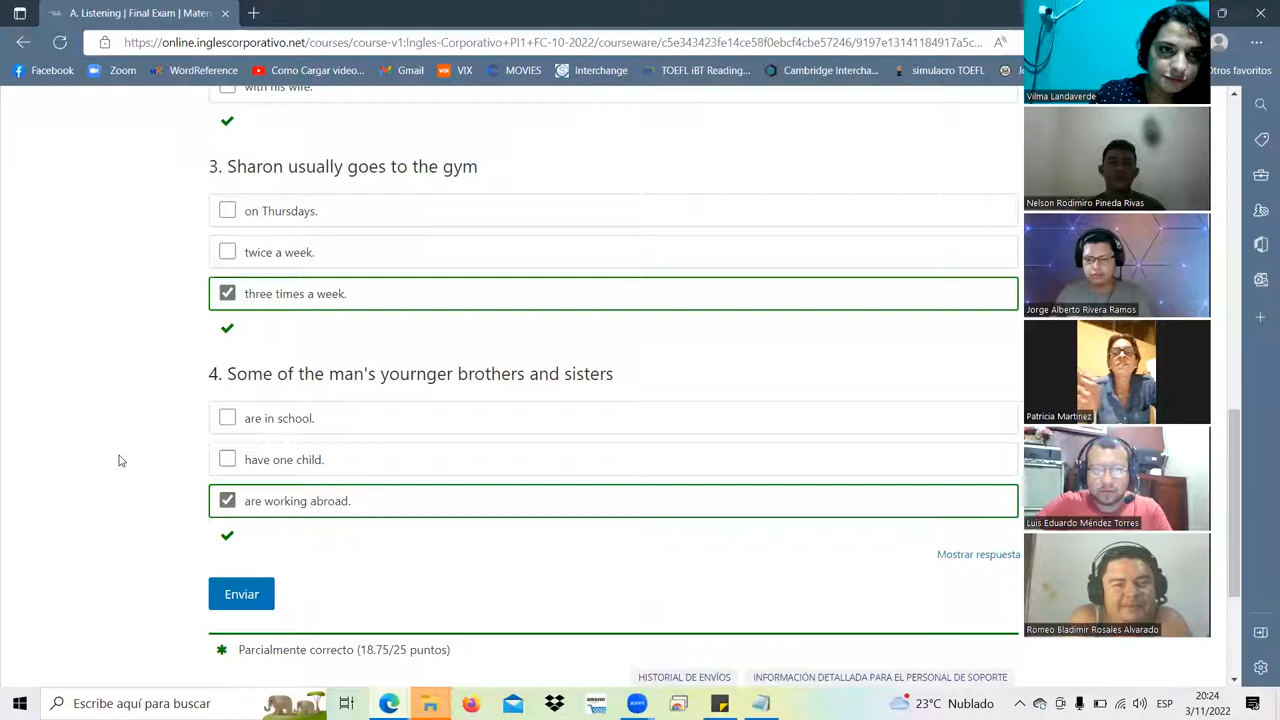 A. Listening | Final Exam | Mater
https://online.inglescorporativo.net/courses/course-v1:Ingles-Corporativo+PI1+FC-10-2022/courseware/c5e343423fe14ce58f0ebcf4cbe57246/9197e13141184917a5c...
Facebook Zoom WordReference Como Cargar video... Gmail VIX TOVIES Interchange TOEFL iBT Reading... Cambridge Intercha... simulacro TOEFL Otros favoritos
with his wife.
3. Sharon usually goes to the gym
on Thursdays.
twice a week.
three times a week.
4. Some of the man's yournger brothers and sisters
are in school.
have one child.
are working abroad.
Mostrar respuesta
Enviar
Parcialmente correcto (18.75/25 puntos)
HISTORIAL DE ENVÍOS INFORMACIÓN DETALLADA PARA EL PERSONAL DE SOPORTE
Vilma Landaverde
Nelson Rodimiro Pineda Rivas
Jorge Alberto Rivera Ramos
Patricia Martinez
Luis Eduardo Méndez Torres
Romeo Bladimir Rosales Alvarado
Escribe aquí para buscar
amazon
zoom
23°C Nublado
ESP
20:24
3/11/2022